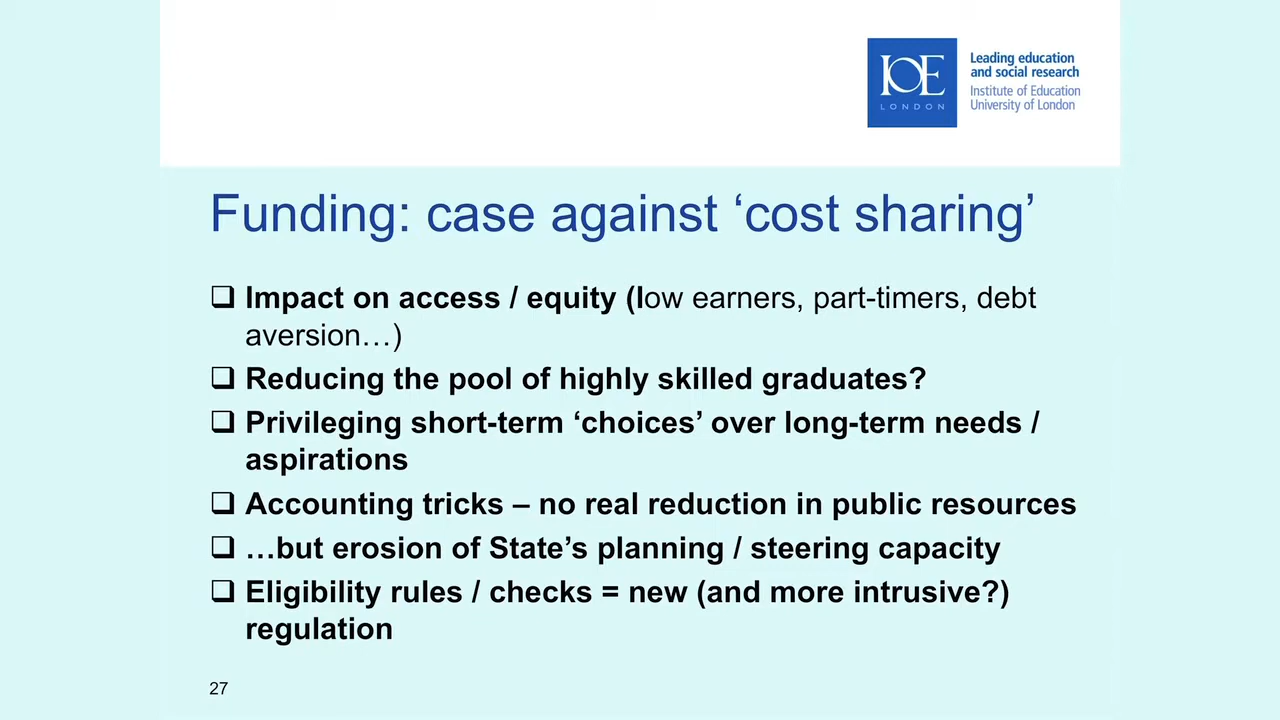 IOE
LONDON
Leading education
and social research
Institute of Education
University of London
Funding: case against ‘cost sharing’
❑ Impact on access / equity (low earners, part-timers, debt
aversion…)
❑ Reducing the pool of highly skilled graduates?
❑ Privileging short-term ‘choices’ over long-term needs /
aspirations
❑ Accounting tricks – no real reduction in public resources
❑ …but erosion of State’s planning / steering capacity
❑ Eligibility rules / checks = new (and more intrusive?)
regulation
27